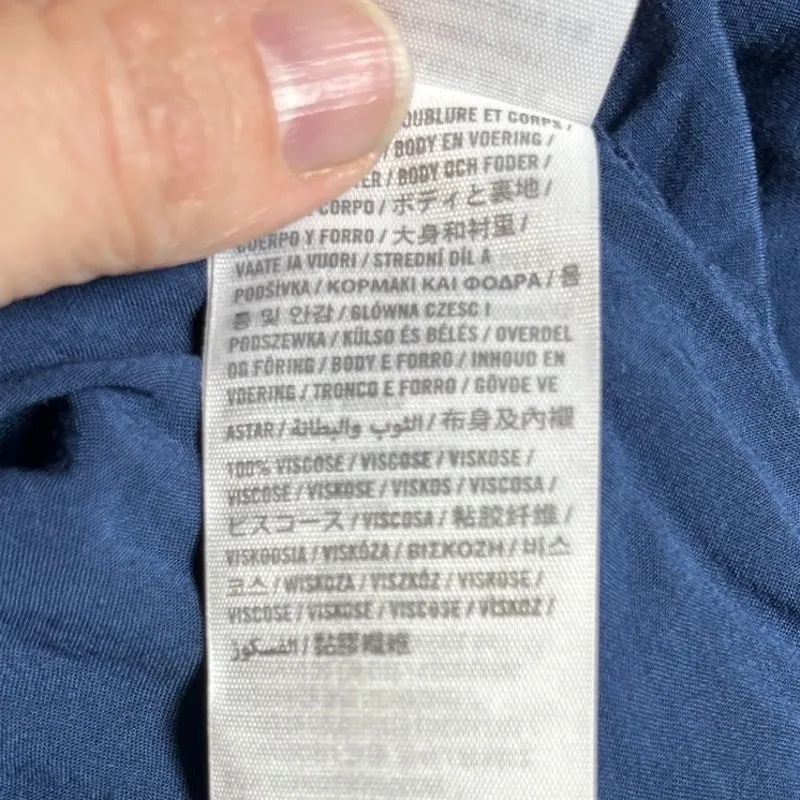 ET CORPS /
/ BODY EN VOERING /
/ BODY OCH FODER /
CORPO / ボディと裏地 /
CUERPO Y FORRO / 大身和衬里 /
VAATE JA VUORI / STREDNÍ DÍL A
PODŠÍVKA / ΚΟΡΜΑΚΙ ΚΑΙ ΦΟΔΡΑ / 몸
통 및 안감 / GŁÓWNA CZESC I
PODSZEWKA / KÜLSO ÉS BÉLÉS / OVERDEL
OG FÔRING / BODY E FORRO / INHOUD EN
VOERING / TRONCO E FORRO / GÖVDE VE
ASTAR / الثوب والبطانة / 布身及內襯
100% VISCOSE / VISCOSE / VISKOSE /
VISCOSE / VISKOSE / VISKOS / VISCOSA /
ビスコース / VISCOSA / 粘胶纤维 /
VISKOOSIA / VISKÓZA / ΒΙΣΚΟΖΗ / 비스
코스 / WISKOZA / VISZKÓZ / VISKOSE /
VISCOSE / VISKOSE / VISCOSE / VİSKOZ /
الفسكوز / 黏膠纖維